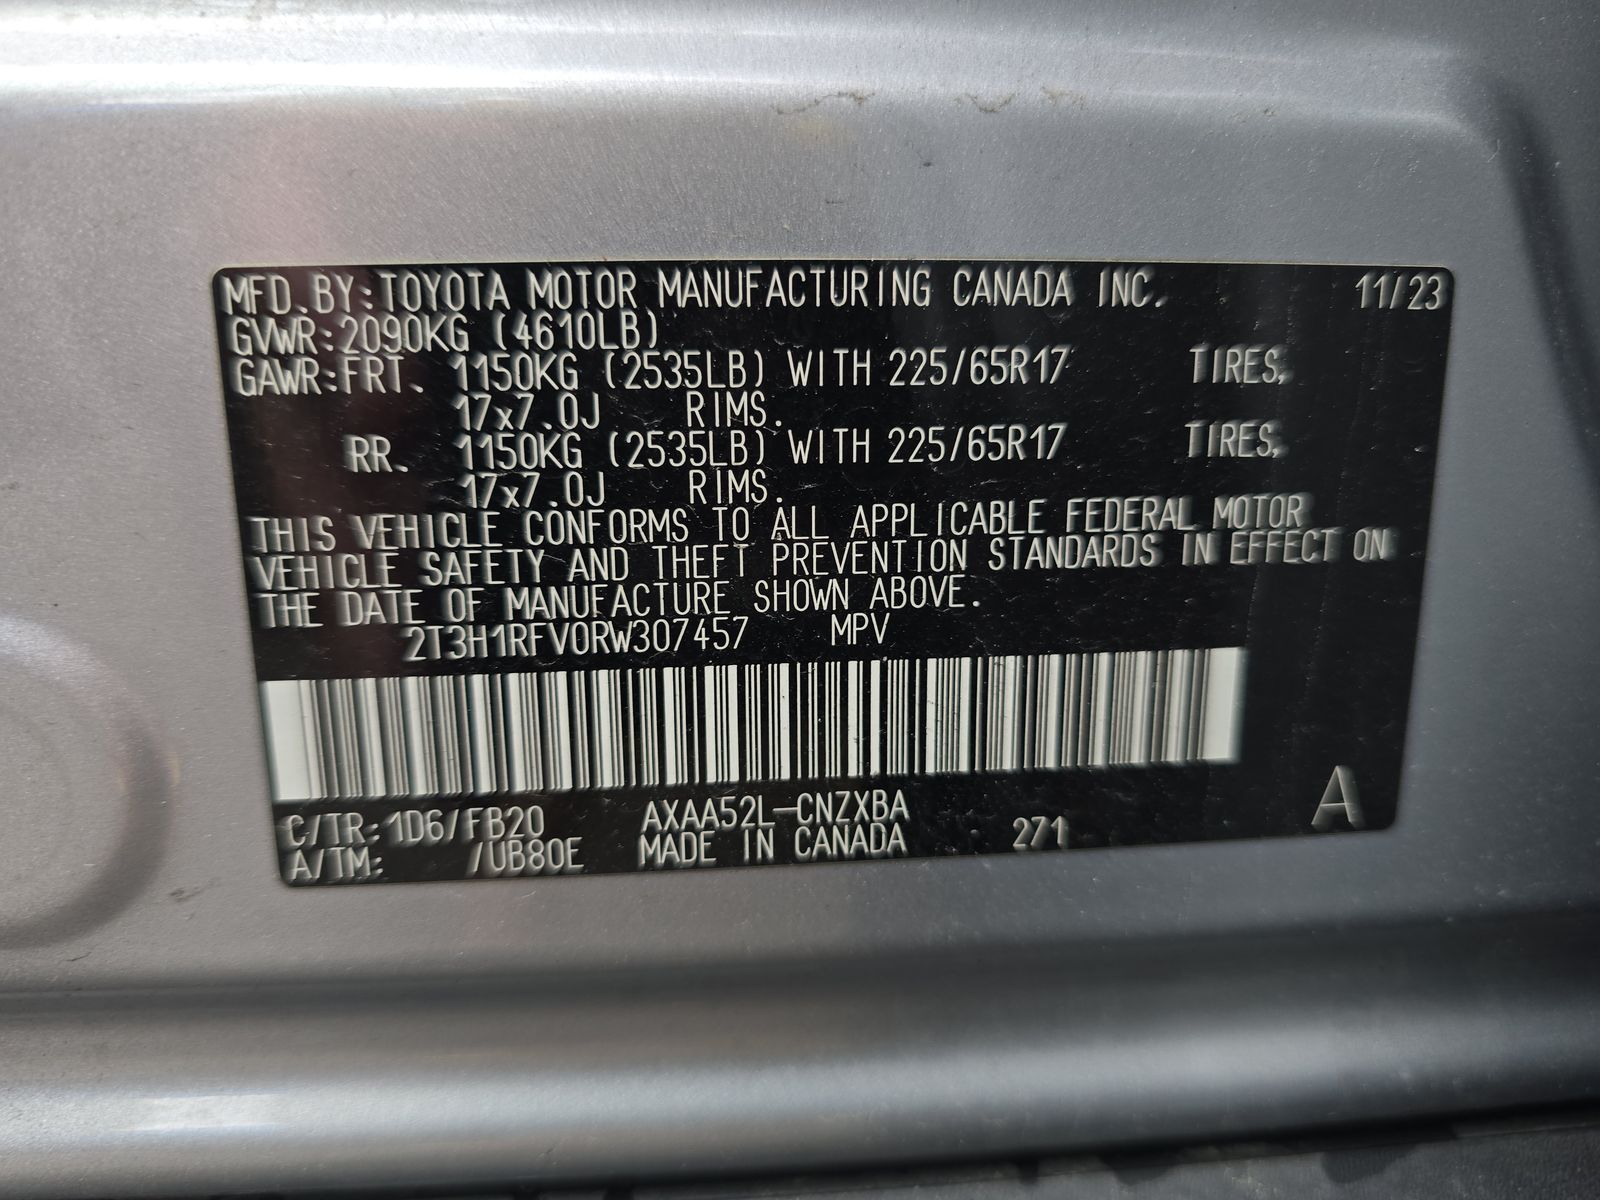 MFD. BY:TOYOTA MOTOR MANUFACTURING CANADA INC. 11/23
GVWR:2090KG (4610LB)
GAWR:FRT. 1150KG (2535LB) WITH 225/65R17 TIRES,
17x7.0J RIMS.
RR. 1150KG (2535LB) WITH 225/65R17 TIRES,
17x7.0J RIMS.
THIS VEHICLE CONFORMS TO ALL APPLICABLE FEDERAL MOTOR
VEHICLE SAFETY AND THEFT PREVENTION STANDARDS IN EFFECT ON
THE DATE OF MANUFACTURE SHOWN ABOVE.
2T3H1RFV0RW307457 MPV
C/TR:1D6/FB20 AXAA52L-CNZXBA
A/TM: /UB80E MADE IN CANADA 271 A